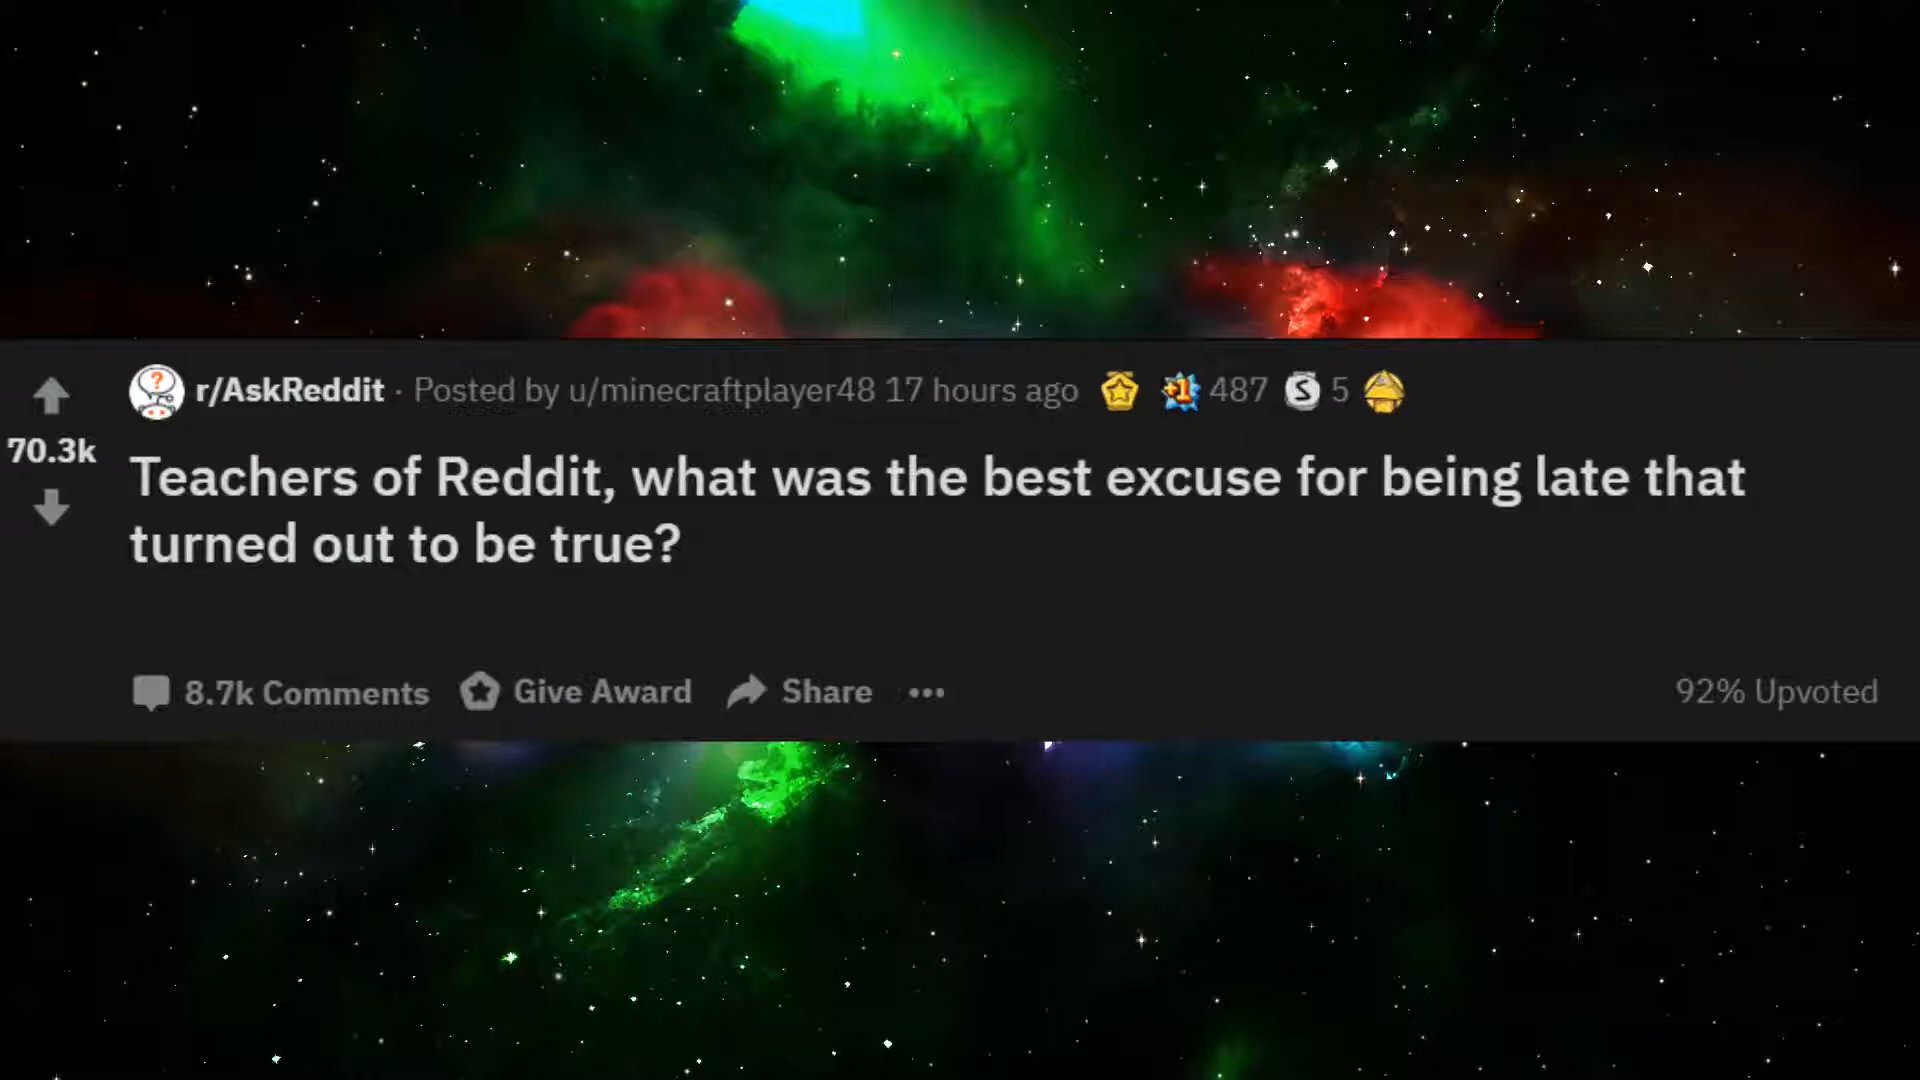 r/AskReddit · Posted by u/minecraftplayer48 17 hours ago +1 487 S 5
70.3k
Teachers of Reddit, what was the best excuse for being late that
turned out to be true?
8.7k Comments Give Award Share ••• 92% Upvoted